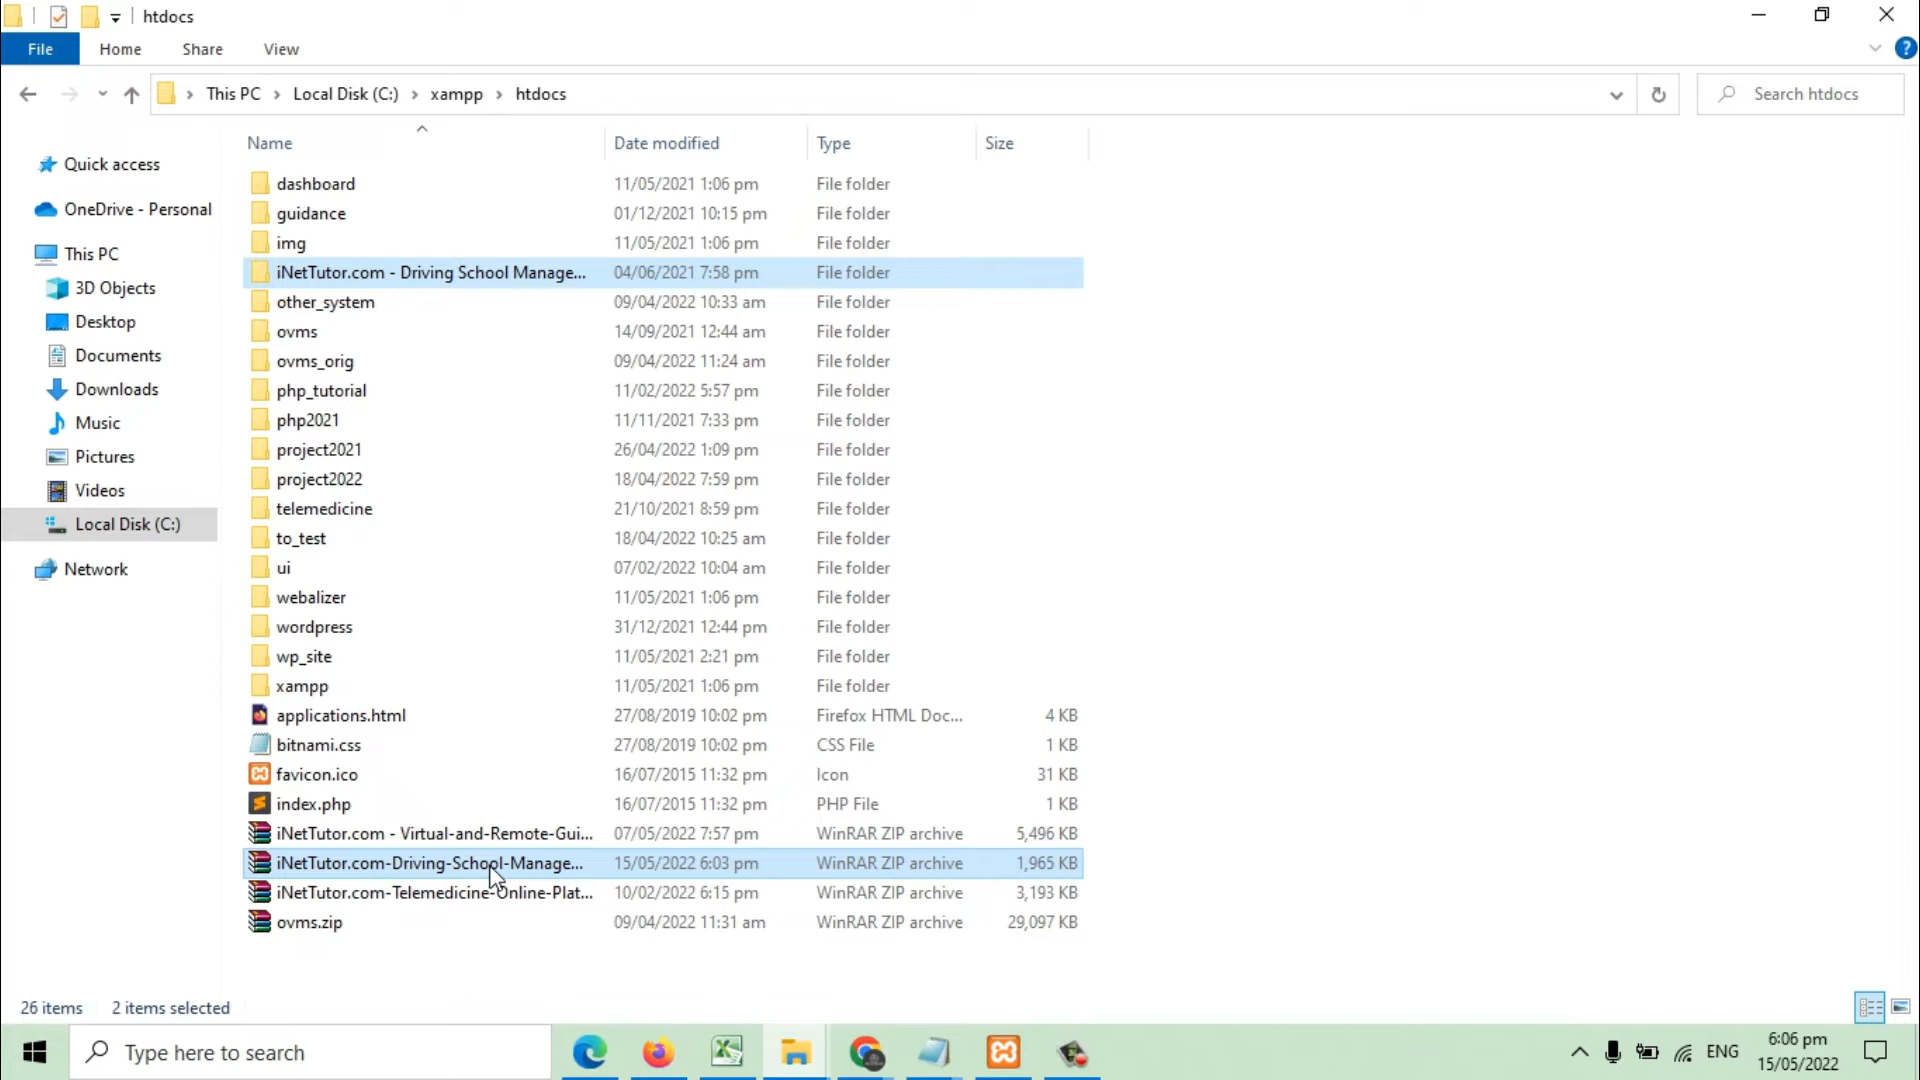 htdocs
File Home Share View
This PC Local Disk (C:) xampp htdocs
Search htdocs
Quick access
OneDrive - Personal
This PC
3D Objects
Desktop
Documents
Downloads
Music
Pictures
Videos
Local Disk (C:)
Network
Name Date modified Type Size
dashboard 11/05/2021 1:06 pm File folder
guidance 01/12/2021 10:15 pm File folder
img 11/05/2021 1:06 pm File folder
iNetTutor.com - Driving School Manage... 04/06/2021 7:58 pm File folder
other_system 09/04/2022 10:33 am File folder
ovms 14/09/2021 12:44 am File folder
ovms_orig 09/04/2022 11:24 am File folder
php_tutorial 11/02/2022 5:57 pm File folder
php2021 11/11/2021 7:33 pm File folder
project2021 26/04/2022 1:09 pm File folder
project2022 18/04/2022 7:59 pm File folder
telemedicine 21/10/2021 8:59 pm File folder
to_test 18/04/2022 10:25 am File folder
ui 07/02/2022 10:04 am File folder
webalizer 11/05/2021 1:06 pm File folder
wordpress 31/12/2021 12:44 pm File folder
wp_site 11/05/2021 2:21 pm File folder
xampp 11/05/2021 1:06 pm File folder
applications.html 27/08/2019 10:02 pm Firefox HTML Doc... 4 KB
bitnami.css 27/08/2019 10:02 pm CSS File 1 KB
favicon.ico 16/07/2015 11:32 pm Icon 31 KB
index.php 16/07/2015 11:32 pm PHP File 1 KB
iNetTutor.com - Virtual-and-Remote-Gui... 07/05/2022 7:57 pm WinRAR ZIP archive 5,496 KB
iNetTutor.com-Driving-School-Manage... 15/05/2022 6:03 pm WinRAR ZIP archive 1,965 KB
iNetTutor.com-Telemedicine-Online-Plat... 10/02/2022 6:15 pm WinRAR ZIP archive 3,193 KB
ovms.zip 09/04/2022 11:31 am WinRAR ZIP archive 29,097 KB
26 items 2 items selected
Type here to search
ENG
6:06 pm
15/05/2022